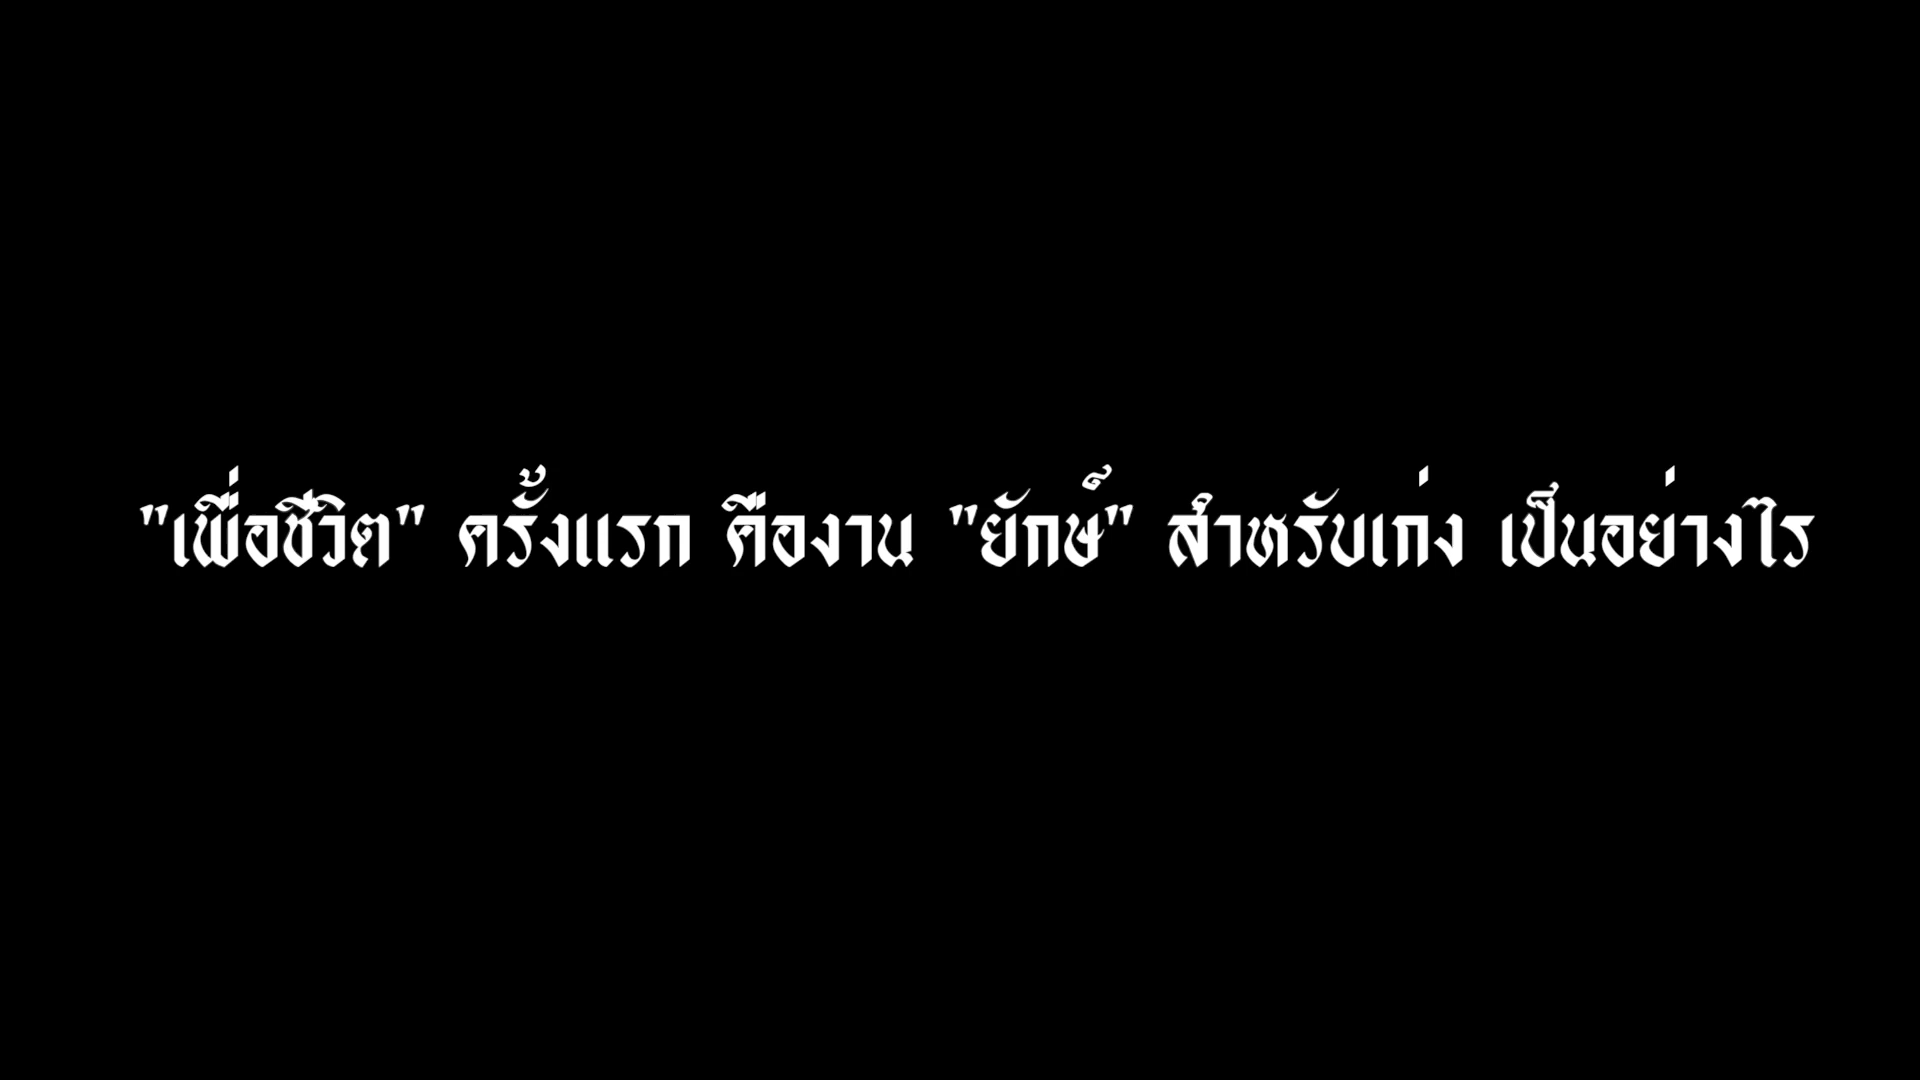 "เพื่อชีวิต" ครั้งแรก คืองาน "ยักษ์" สำหรับเก่ง เป็นอย่างไร